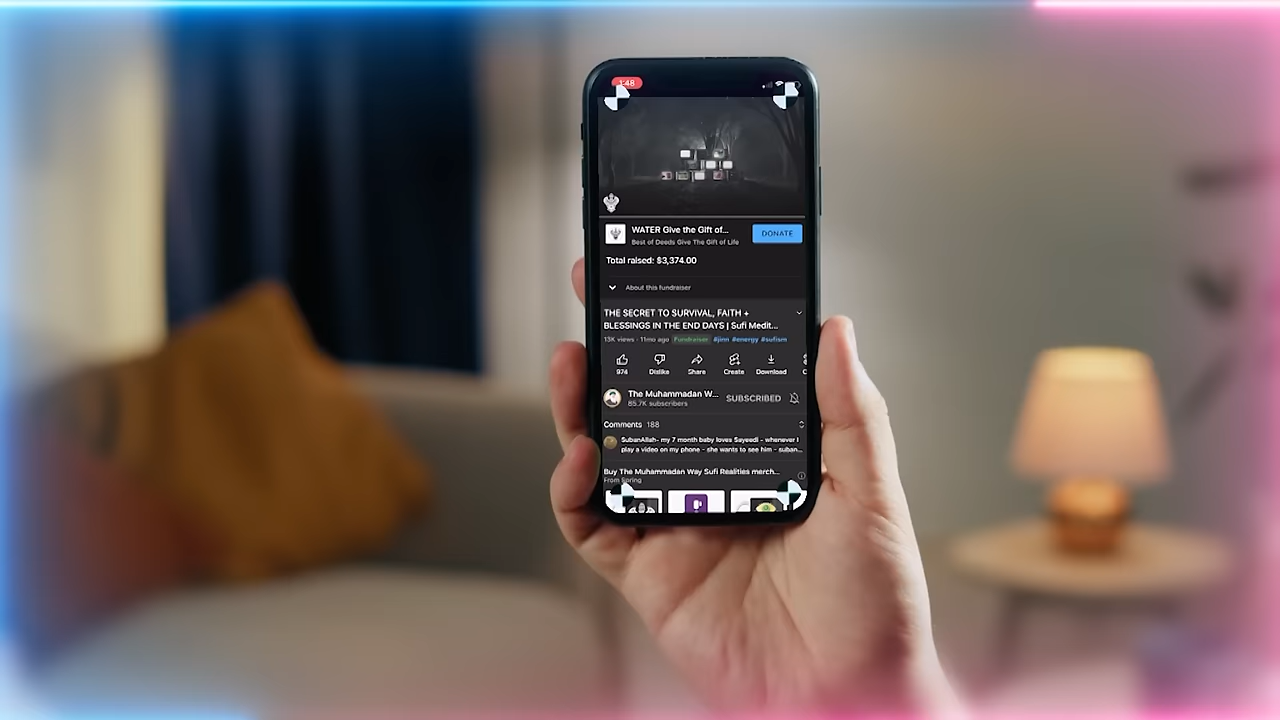 1:48
WATER Give the Gift of...
Best of Deeds Give The Gift of Life
DONATE
Total raised: $3,374.00
About this fundraiser
THE SECRET TO SURVIVAL, FAITH +
BLESSINGS IN THE END DAYS | Sufi Medit...
13K views · 11mo ago Fundraiser #jinn #energy #sufism
974 Dislike Share Create Download
The Muhammadan W...
85.7K subscribers
SUBSCRIBED
Comments 188
SubanAllah- my 7 month baby loves Sayeedi - whenever I
play a video on my phone - she wants to see him - suban...
Buy The Muhammadan Way Sufi Realities merch...
From Spring